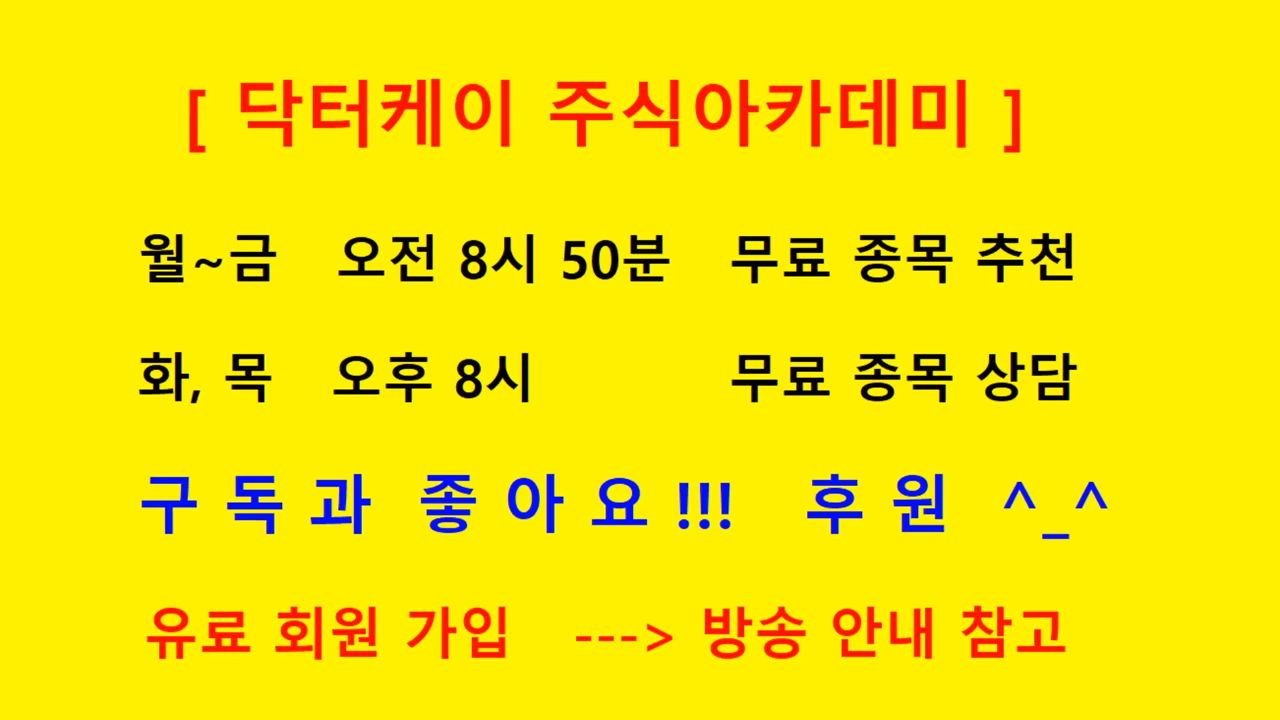 [ 닥터케이 주식아카데미 ]
월~금 오전 8시 50분 무료 종목 추천
화, 목 오후 8시 무료 종목 상담
구 독 과 좋 아 요 !!! 후 원 ^_^
유료 회원 가입 ---> 방송 안내 참고